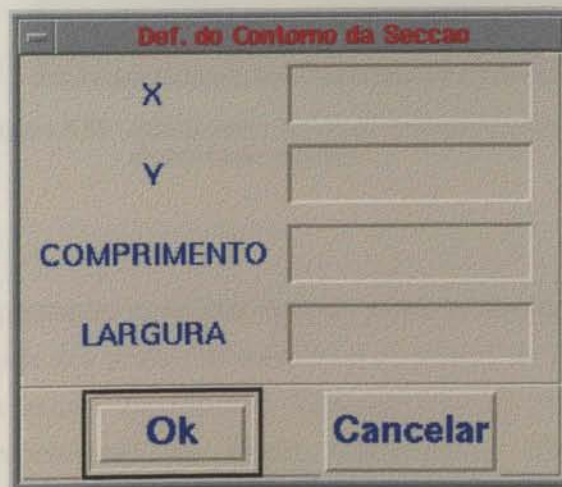 Def. do Contorno da Seccao
X
Y
COMPRIMENTO
LARGURA
Ok Cancelar